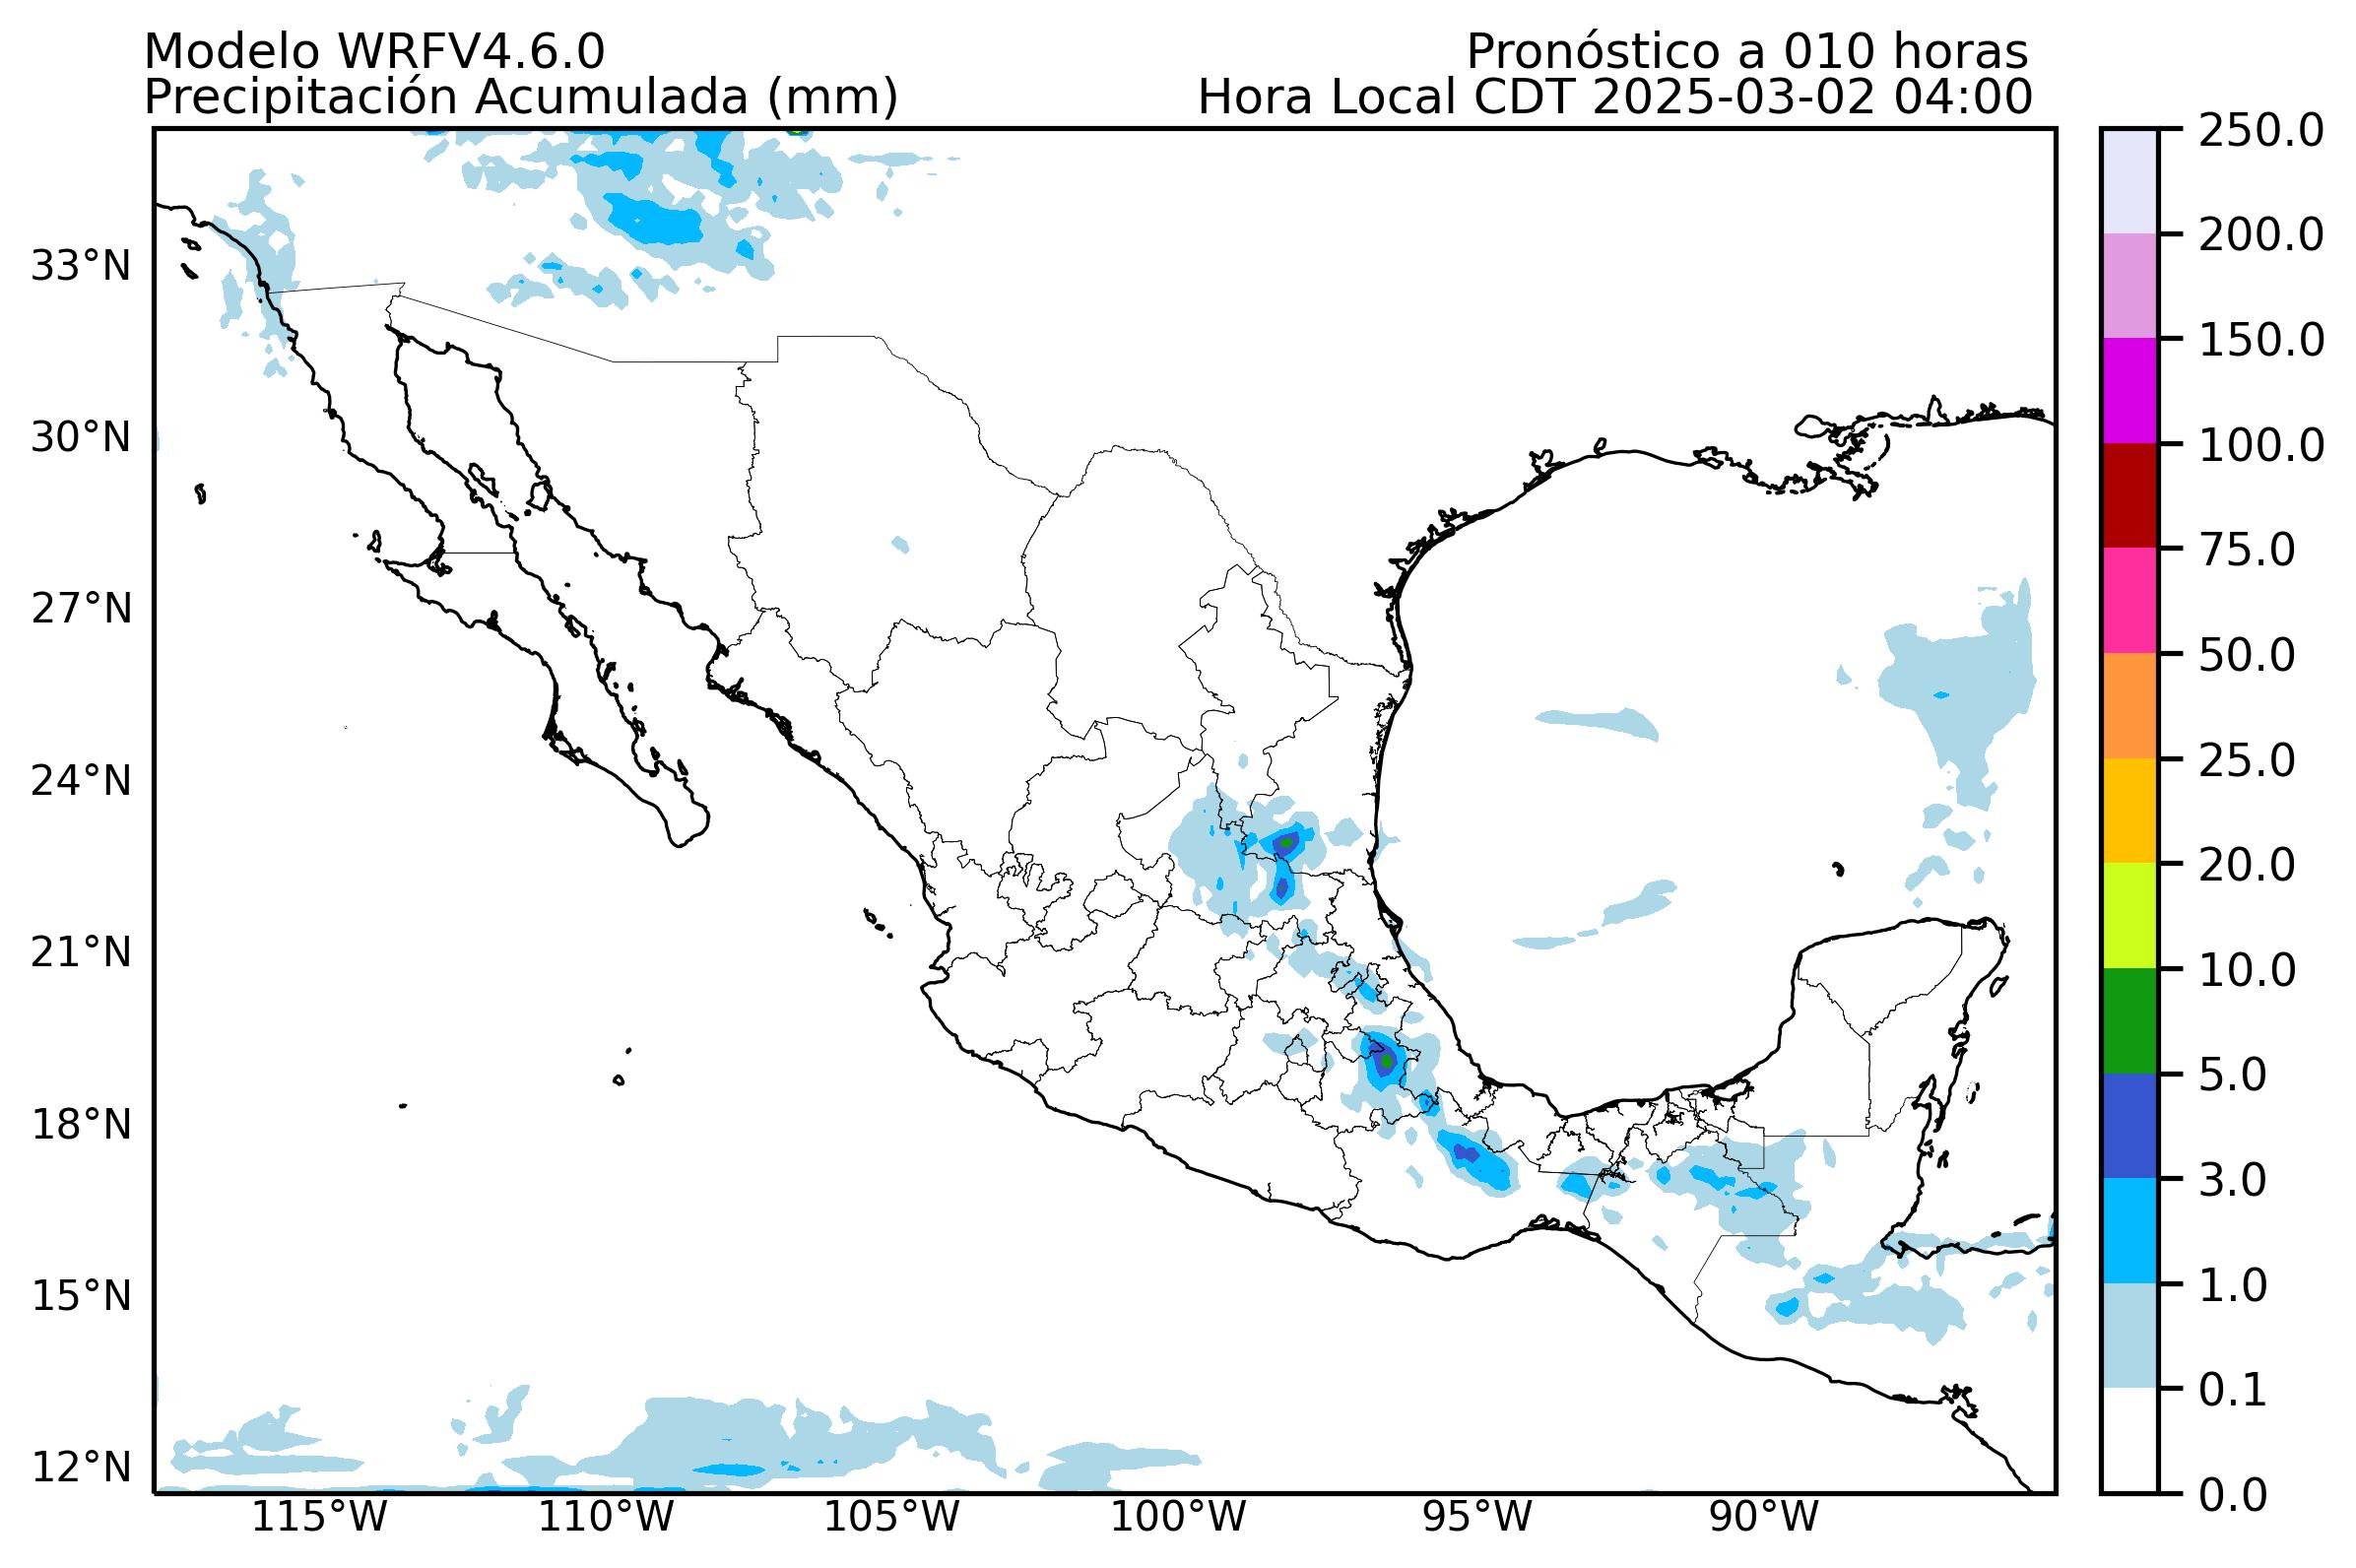 Modelo WRFV4.6.0
Pronóstico a 010 horas
Precipitación Acumulada (mm)
Hora Local CDT 2025-03-02 04:00
33°N
30°N
27°N
24°N
21°N
18°N
15°N
12°N
115°W
110°W
105°W
100°W
95°W
90°W
250.0
200.0
150.0
100.0
75.0
50.0
25.0
20.0
10.0
5.0
3.0
1.0
0.1
0.0